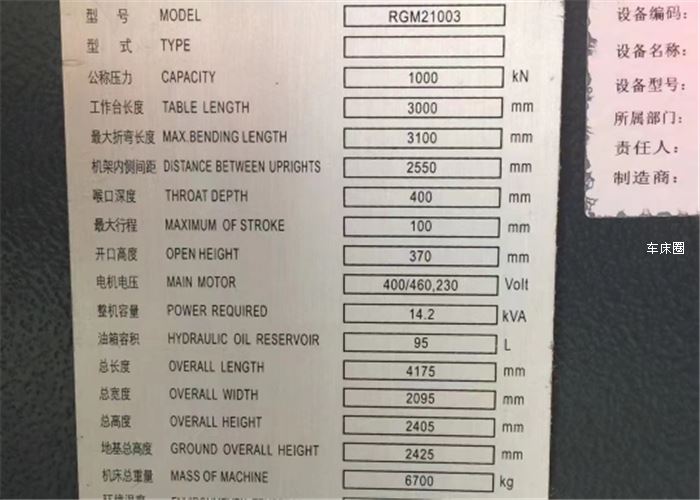 型 号 MODEL RGM21003
型 式 TYPE
公称压力 CAPACITY 1000 kN
工作台长度 TABLE LENGTH 3000 mm
最大折弯长度 MAX.BENDING LENGTH 3100 mm
机架内侧间距 DISTANCE BETWEEN UPRIGHTS 2550 mm
喉口深度 THROAT DEPTH 400 mm
最大行程 MAXIMUM OF STROKE 100 mm
开口高度 OPEN HEIGHT 370 mm
电机电压 MAIN MOTOR 400/460,230 Volt
整机容量 POWER REQUIRED 14.2 kVA
油箱容积 HYDRAULIC OIL RESERVOIR 95 L
总长度 OVERALL LENGTH 4175 mm
总宽度 OVERALL WIDTH 2095 mm
总高度 OVERALL HEIGHT 2405 mm
地基总高度 GROUND OVERALL HEIGHT 2425 mm
机床总重量 MASS OF MACHINE 6700 kg
设备编码:
设备名称:
设备型号:
所属部门:
责任人:
制造商:
车床圈